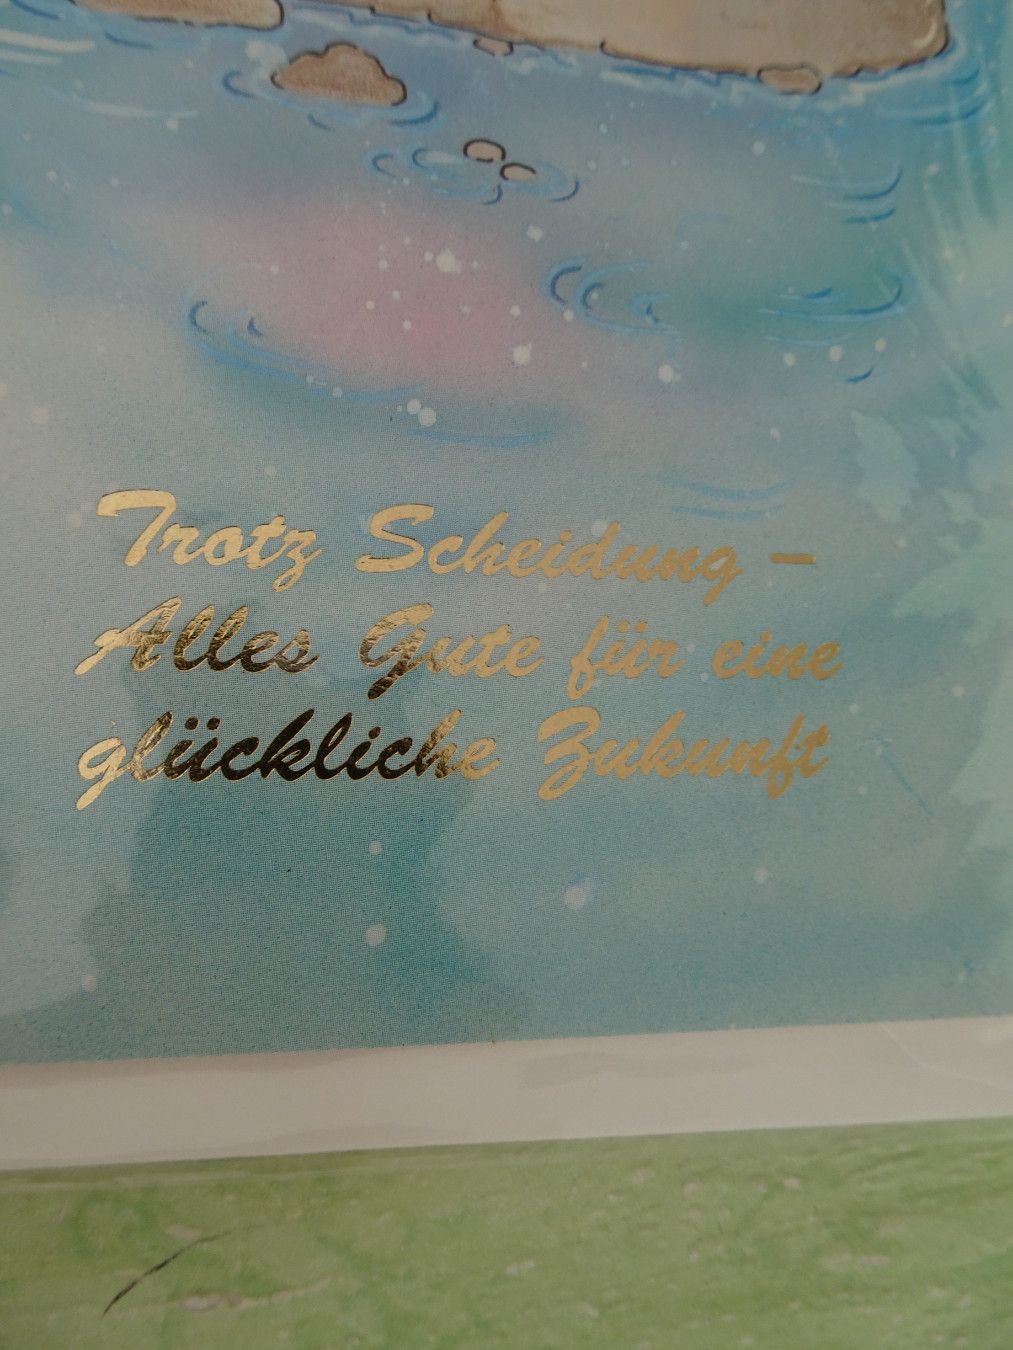 Trotz Scheidung –
Alles Gute für eine
glückliche Zukunft